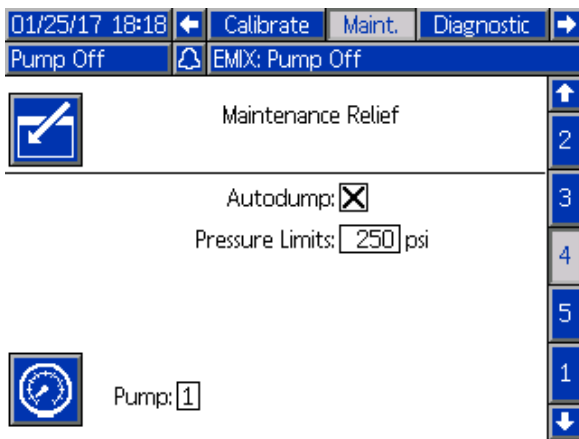 01/25/17 18:18 Calibrate Maint. Diagnostic
Pump Off EMIX: Pump Off
Maintenance Relief
2
Autodump:
3
Pressure Limits: 250 psi
4
5
1
Pump: 1